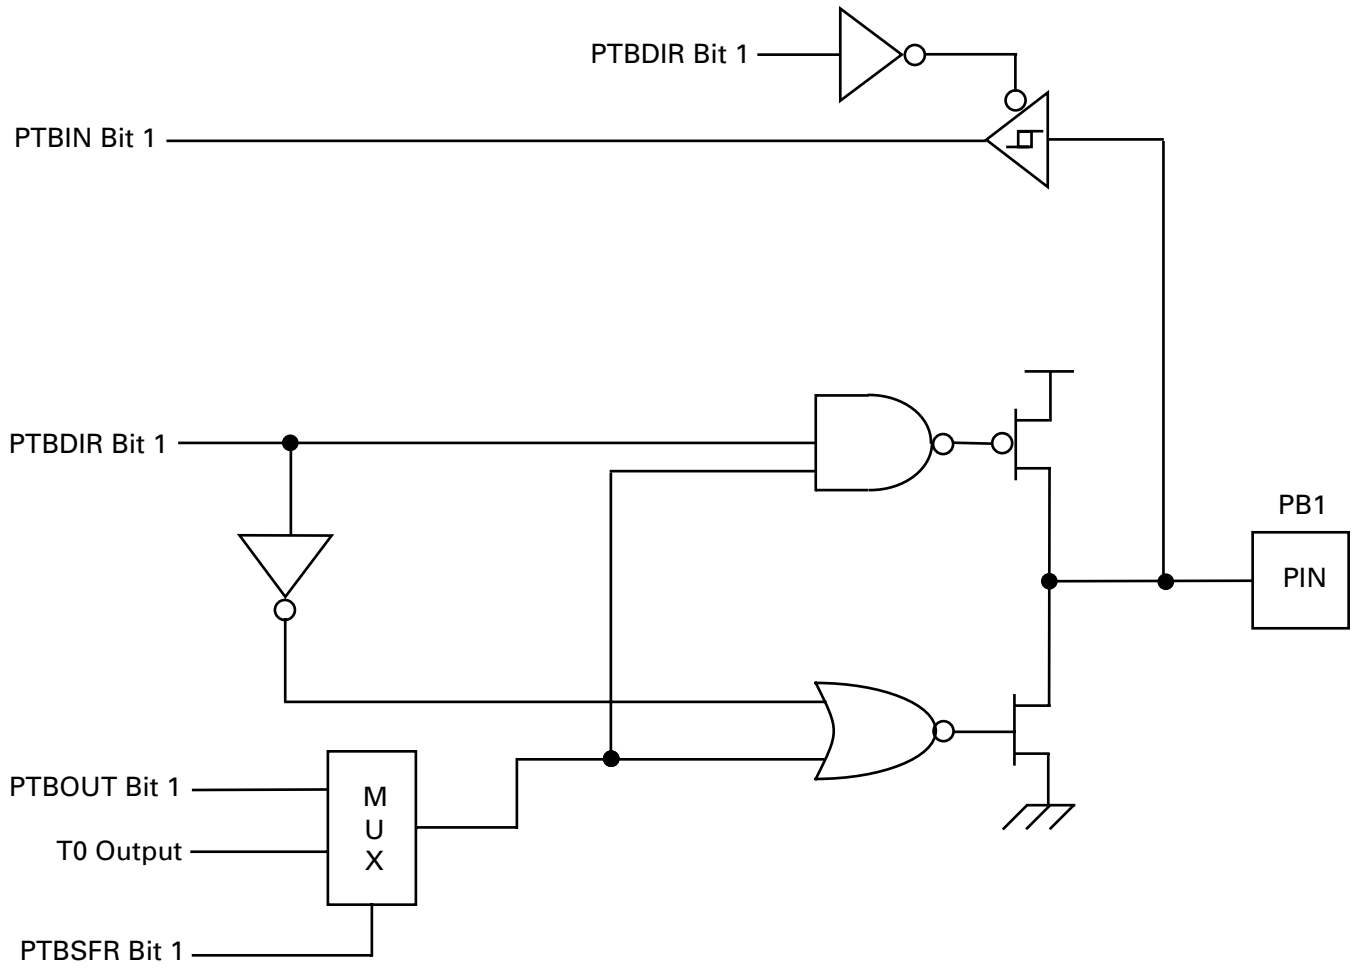 PTBDIR Bit 1
PTBIN Bit 1
PTBDIR Bit 1
PB1
PIN
PTBOUT Bit 1
M
U
X
T0 Output
PTBSFR Bit 1